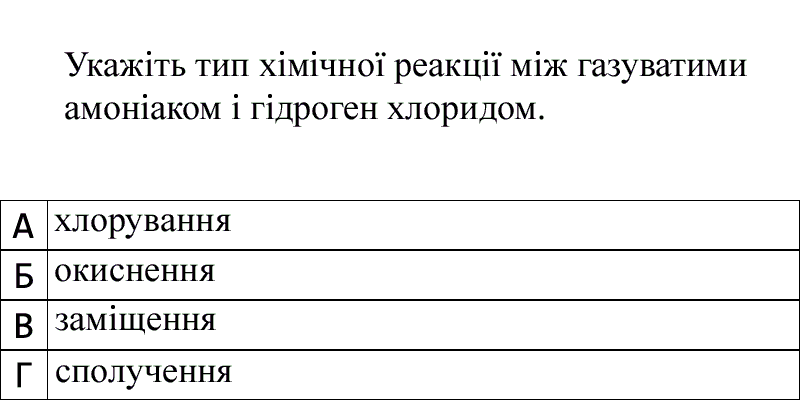 Укажіть тип хімічної реакції між газуватими
амоніаком і гідроген хлоридом.
А хлорування
Б окиснення
В заміщення
Г сполучення